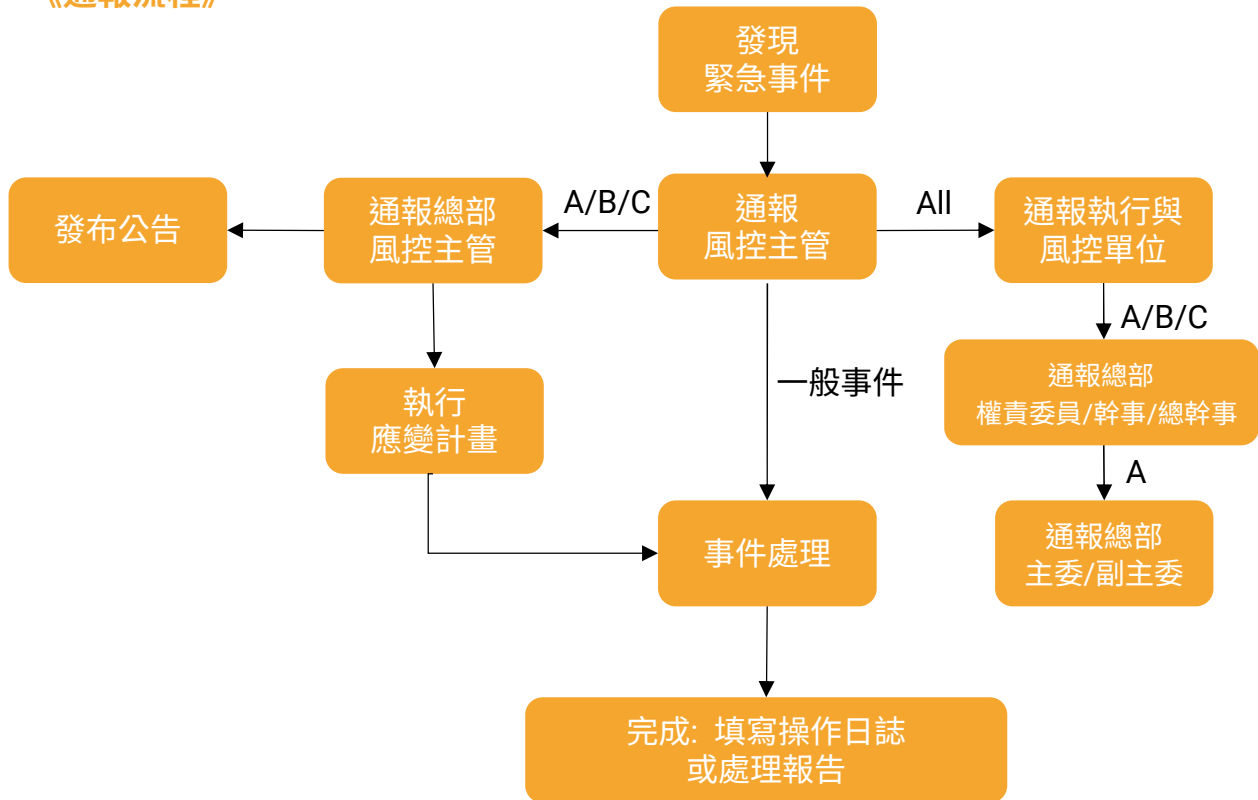 《通報流程》
發現
緊急事件
發布公告
通報總部
風控主管
A/B/C
通報
風控主管
All
通報執行與
風控單位
A/B/C
通報總部
權責委員/幹事/總幹事
執行
應變計畫
一般事件
A
事件處理
通報總部
主委/副主委
完成: 填寫操作日誌
或處理報告